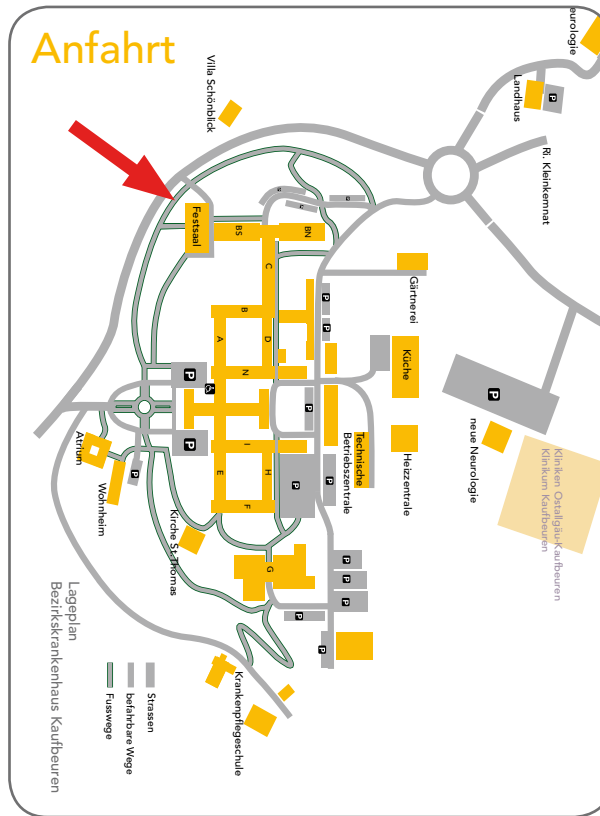 Anfahrt
eurologie
Landhaus
P
Ri. Kleinkemnat
Villa Schönblick
Festsaal
BS
BN
C
Gärtnerei
B
A
D
P
P
N
P
Küche
P
neue Neurologie
Kliniken Ostallgäu-Kaufbeuren
Klinikum Kaufbeuren
P
Technische
Betriebszentrale
Heizzentrale
P
I
E
H
F
P
P
Atrium
Wohnheim
P
Kirche St. Thomas
G
P
P
P
P
P
Krankenpflegeschule
Lageplan
Bezirkskrankenhaus Kaufbeuren
Strassen
befahrbare Wege
Fusswege